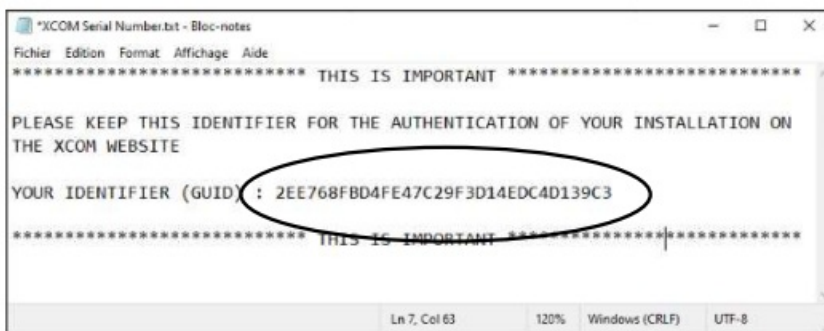 *XCOM Serial Number.txt - Bloc-notes
Fichier Edition Format Affichage Aide
**************************** THIS IS IMPORTANT ****************************
PLEASE KEEP THIS IDENTIFIER FOR THE AUTHENTICATION OF YOUR INSTALLATION ON
THE XCOM WEBSITE
YOUR IDENTIFIER (GUID) : 2EE768FBD4FE47C29F3D14EDC4D139C3
**************************** THIS IS IMPORTANT ****************************
Ln 7, Col 63 120% Windows (CRLF) UTF-8